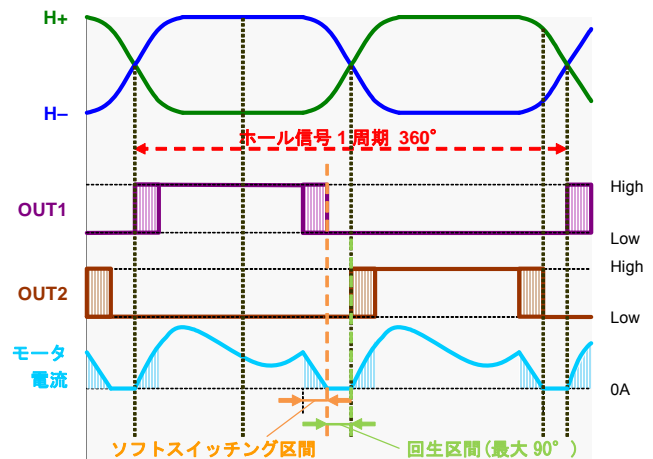 H+
H–
ホール信号1周期 360°
OUT1
High
Low
OUT2
High
Low
モータ
電流
0A
ソフトスイッチング区間
回生区間(最大 90°)